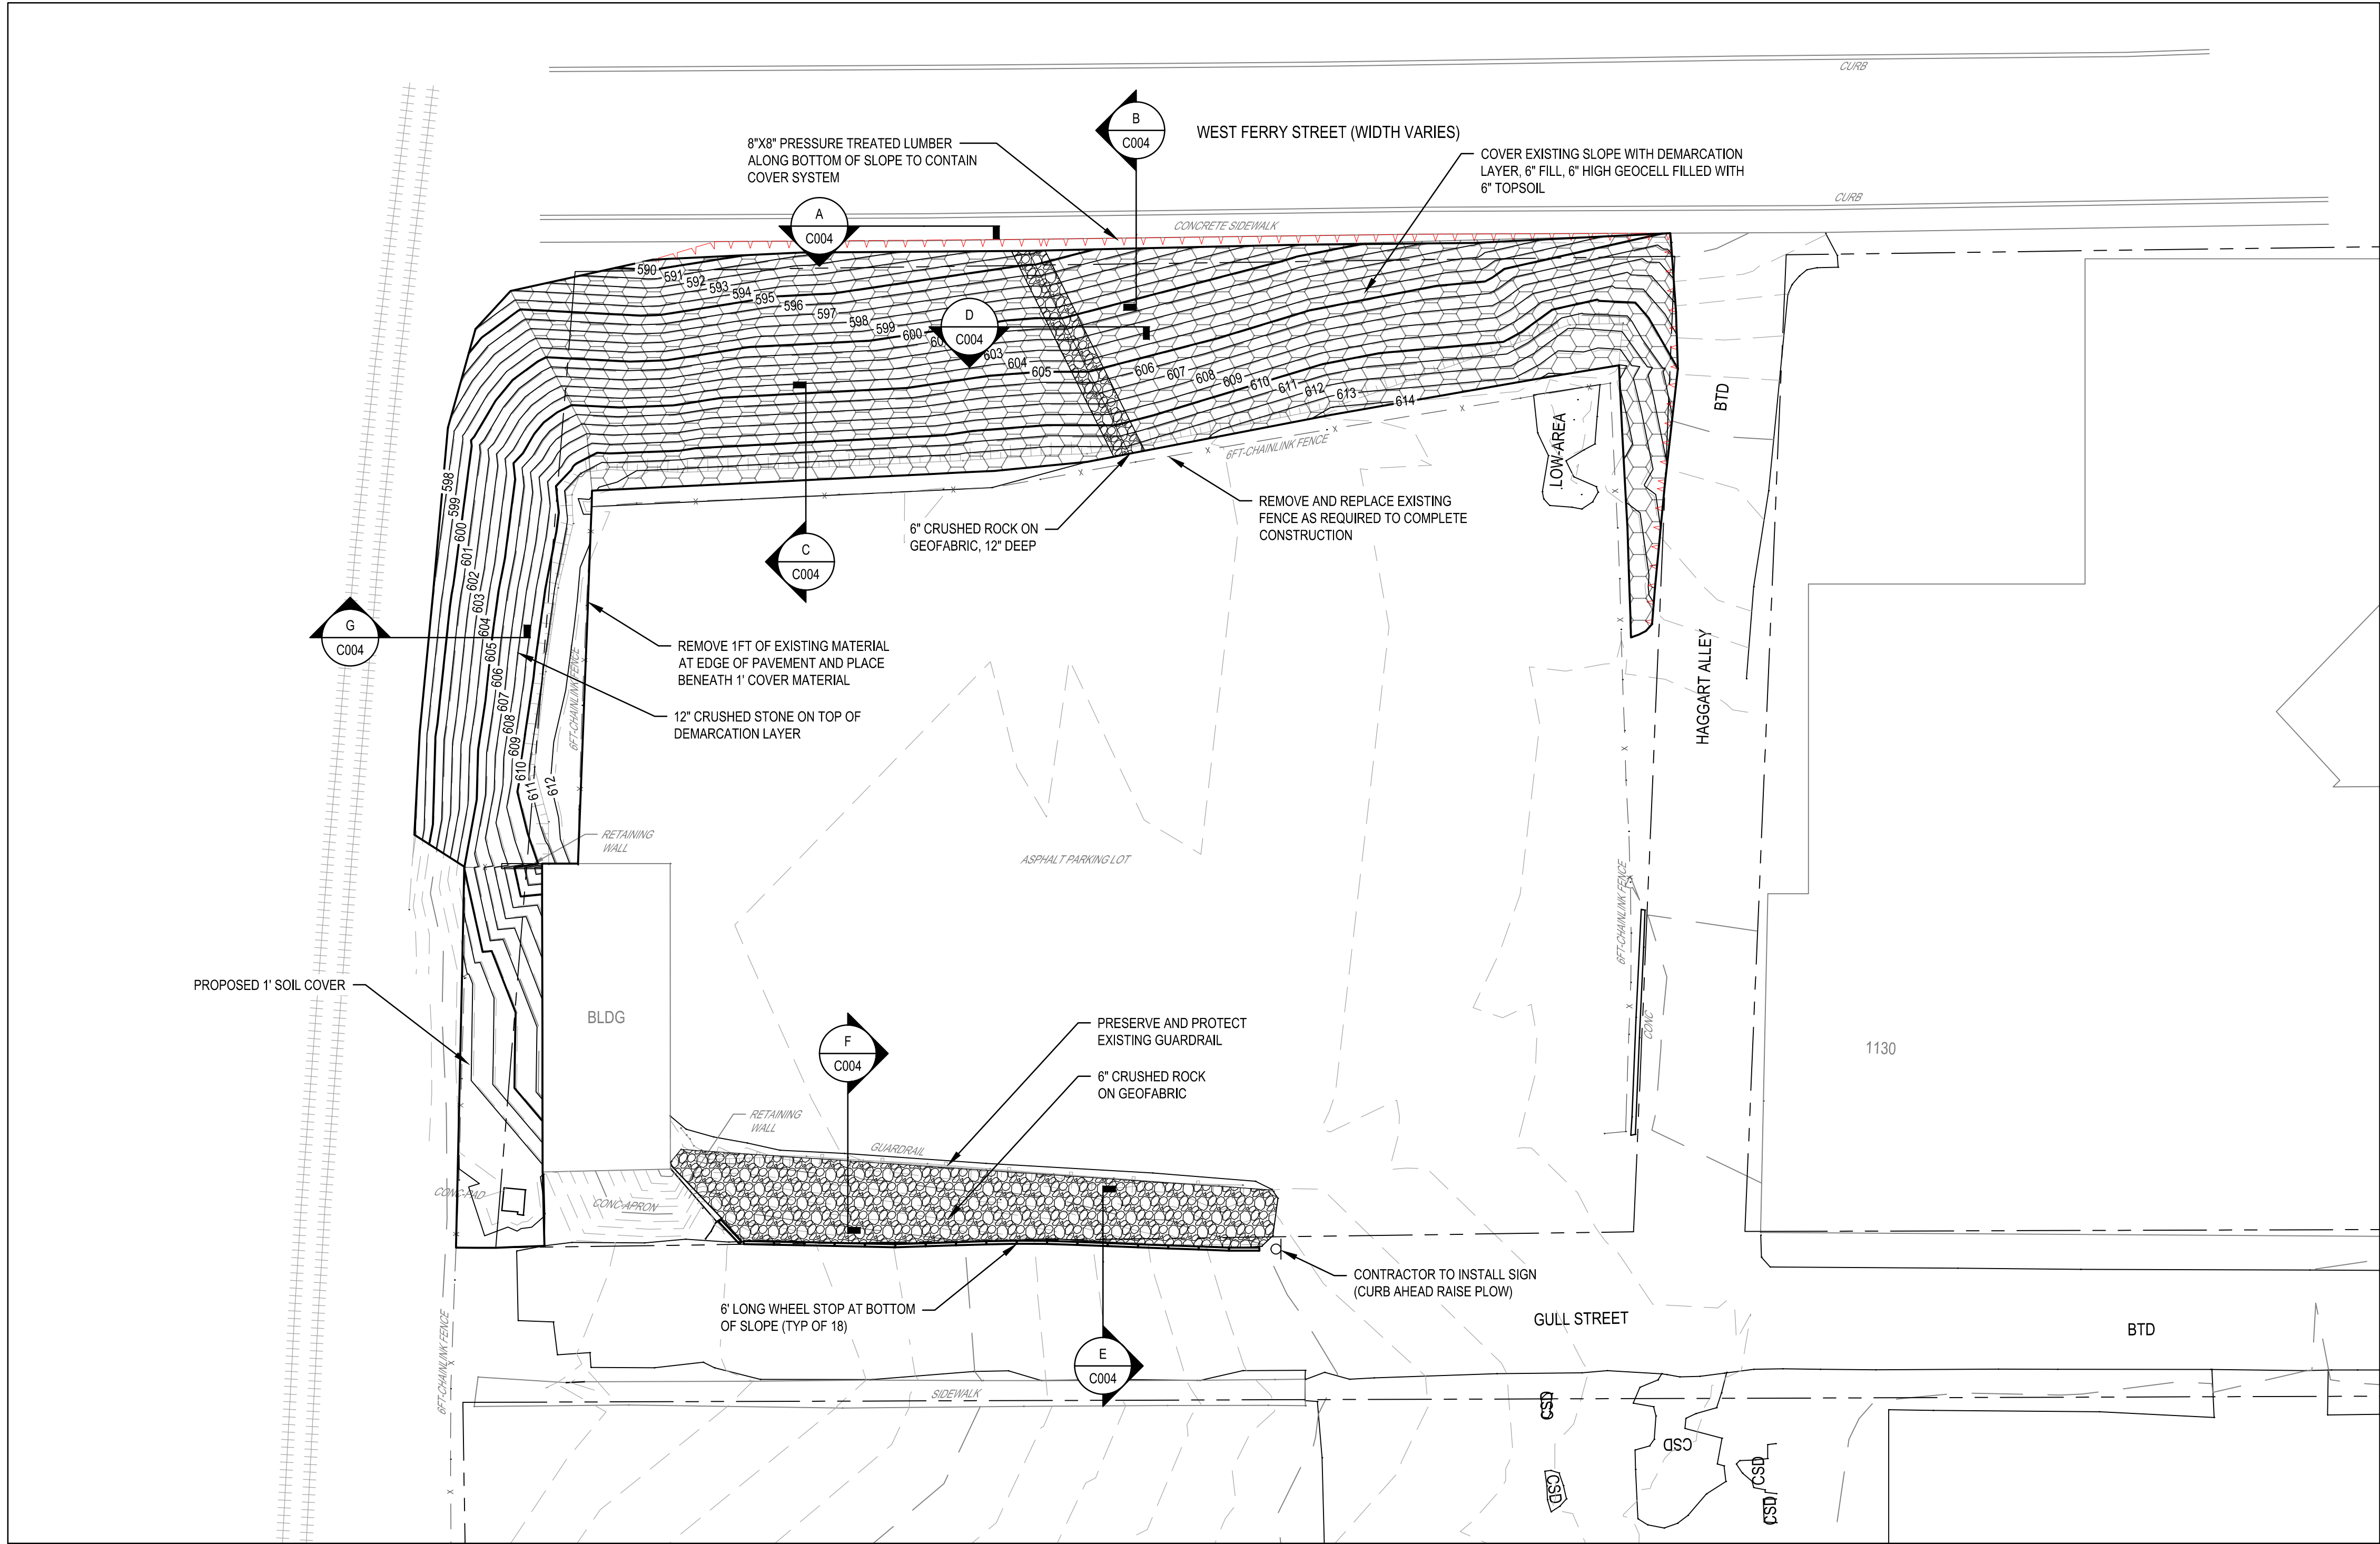 CURB
B
C004
WEST FERRY STREET (WIDTH VARIES)
8"X8" PRESSURE TREATED LUMBER
ALONG BOTTOM OF SLOPE TO CONTAIN
COVER SYSTEM
COVER EXISTING SLOPE WITH DEMARCATION
LAYER, 6" FILL, 6" HIGH GEOCELL FILLED WITH
6" TOPSOIL
CURB
A
C004
CONCRETE SIDEWALK
590
591
592
593
594
595
596
597
598
599
600
D
C004
603
604
605
606
607
608
609
610
611
612
613
614
BTD
LOW-AREA
6FT-CHAINLINK FENCE
598
599
600
601
602
603
604
605
606
607
608
609
610
611
612
6" CRUSHED ROCK ON
GEOFABRIC, 12" DEEP
REMOVE AND REPLACE EXISTING
FENCE AS REQUIRED TO COMPLETE
CONSTRUCTION
C
C004
G
C004
REMOVE 1FT OF EXISTING MATERIAL
AT EDGE OF PAVEMENT AND PLACE
BENEATH 1' COVER MATERIAL
6FT-CHAINLINK FENCE
12" CRUSHED STONE ON TOP OF
DEMARCATION LAYER
HAGGART ALLEY
RETAINING
WALL
ASPHALT PARKING LOT
6FT-CHAINLINK FENCE
PROPOSED 1' SOIL COVER
BLDG
F
C004
PRESERVE AND PROTECT
EXISTING GUARDRAIL
CONC
1130
6" CRUSHED ROCK
ON GEOFABRIC
RETAINING
WALL
GUARDRAIL
CONC-PAD
CONC-APRON
CONTRACTOR TO INSTALL SIGN
(CURB AHEAD RAISE PLOW)
6' LONG WHEEL STOP AT BOTTOM
OF SLOPE (TYP OF 18)
GULL STREET
BTD
E
C004
6FT-CHAINLINK FENCE
SIDEWALK
CSD
CSD
CSD
CSD
CSD